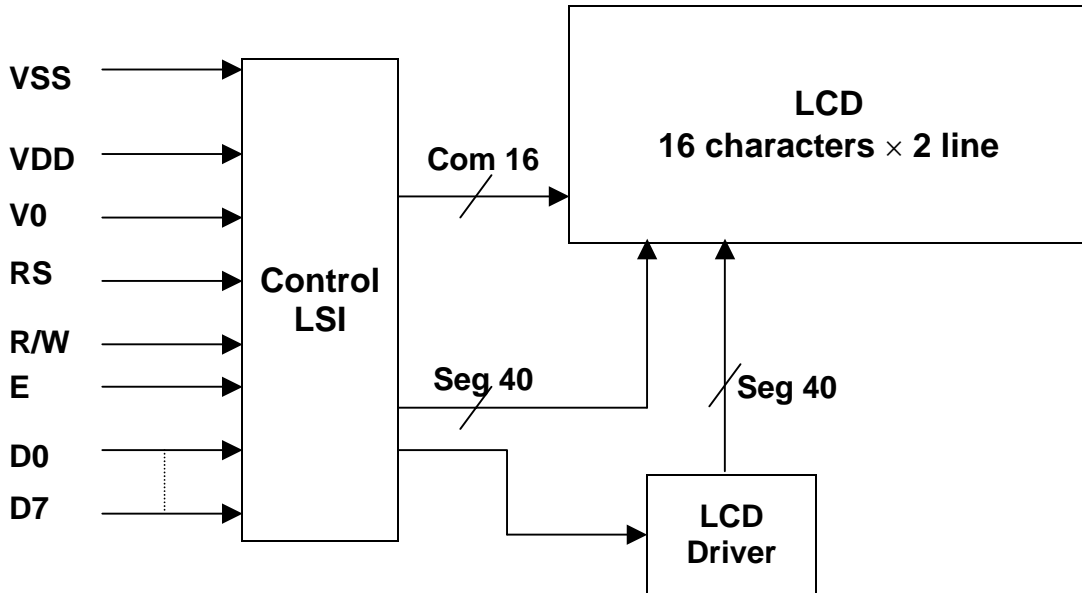 VSS
VDD
V0
RS
R/W
E
D0
D7
Control
LSI
Com 16
Seg 40
LCD
16 characters × 2 line
Seg 40
LCD
Driver